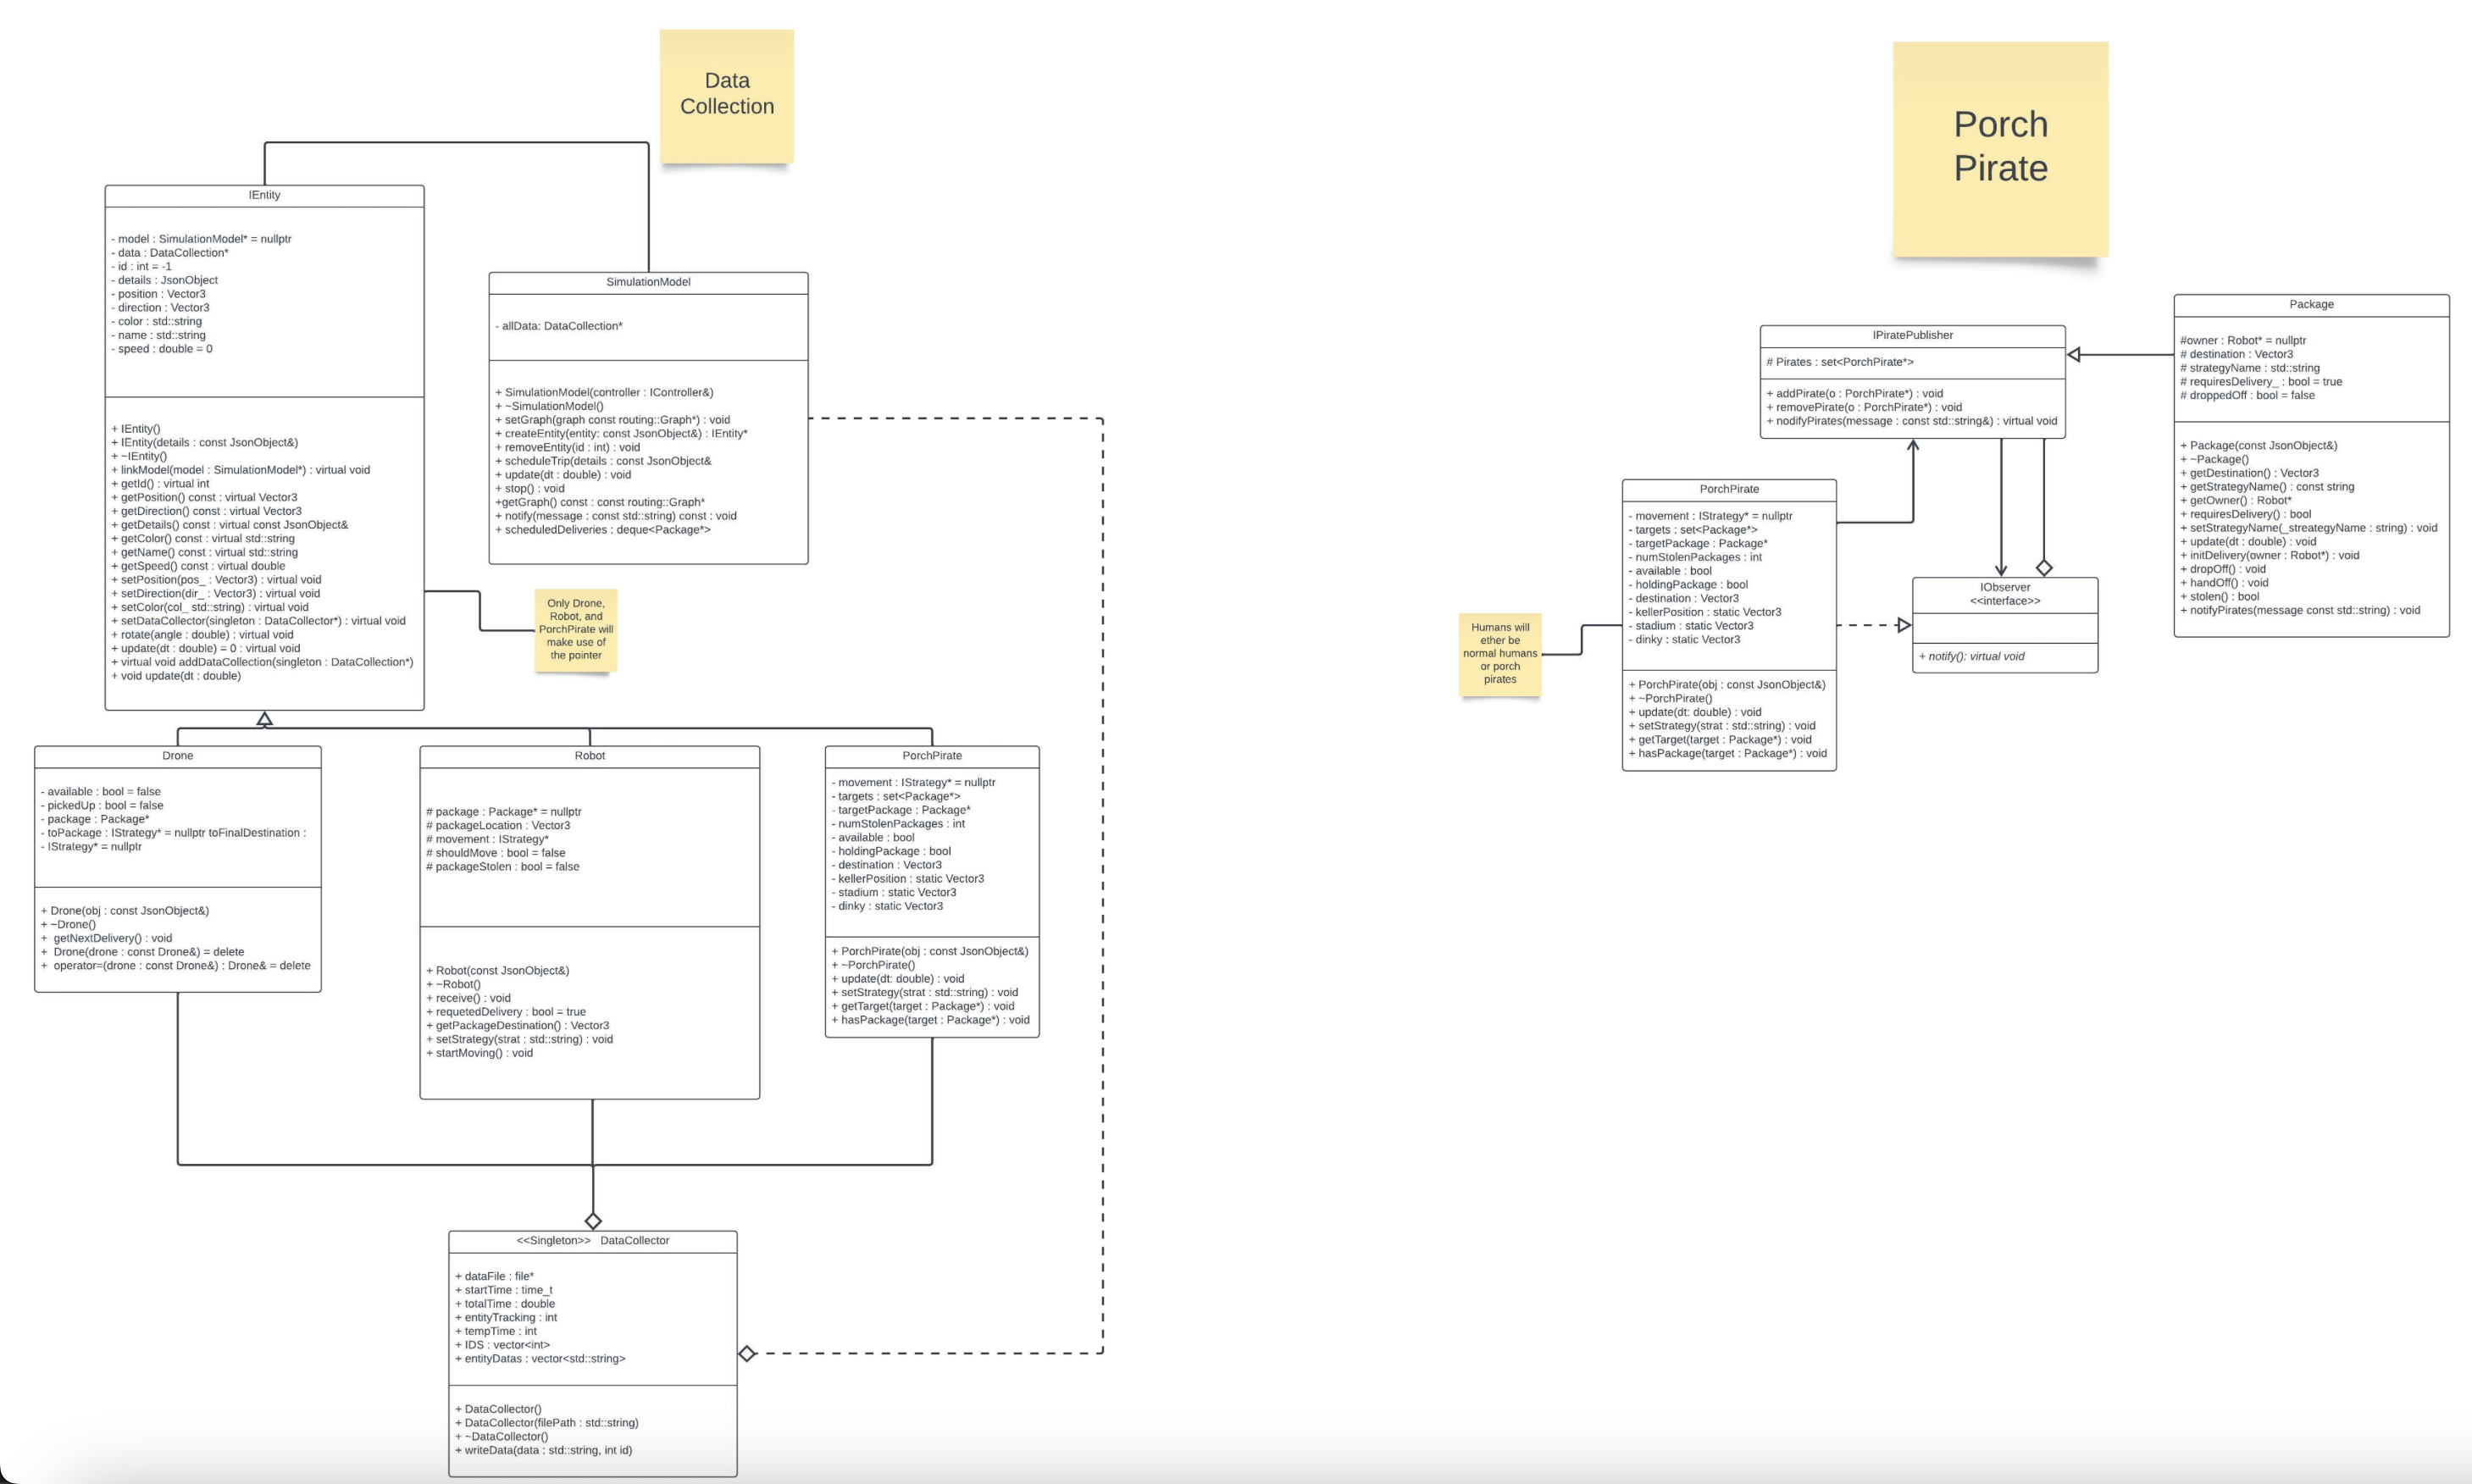 Data
Collection
IEntity
- model : SimulationModel* = nullptr
- data : DataCollection*
- id : int = -1
- details : JsonObject
- position : Vector3
- direction : Vector3
- color : std::string
- name : std::string
- speed : double = 0
+ IEntity()
+ IEntity(details : const JsonObject&)
+ ~IEntity()
+ linkModel(model : SimulationModel*) : virtual void
+ getId() : virtual int
+ getPosition() const : virtual Vector3
+ getDirection() const : virtual Vector3
+ getDetails() const : virtual const JsonObject&
+ getColor() const : virtual std::string
+ getName() const : virtual std::string
+ getSpeed() const : virtual double
+ setPosition(pos_ : Vector3) : virtual void
+ setDirection(dir_ : Vector3) : virtual void
+ setColor(col_ std::string) : virtual void
+ setDataCollector(singleton : DataCollector*) : virtual void
+ rotate(angle : double) : virtual void
+ update(dt : double) = 0 : virtual void
+ virtual void addDataCollection(singleton : DataCollection*)
+ void update(dt : double)
SimulationModel
- allData: DataCollection*
+ SimulationModel(controller : IController&)
+ ~SimulationModel()
+ setGraph(graph const routing::Graph*) : void
+ createEntity(entity: const JsonObject&) : IEntity*
+ removeEntity(id : int) : void
+ scheduleTrip(details : const JsonObject&
+ update(dt : double) : void
+ stop() : void
+getGraph() const : const routing::Graph*
+ notify(message : const std::string) const : void
+ scheduledDeliveries : deque<Package*>
Only Drone,
Robot, and
PorchPirate will
make use of
the pointer
Drone
- available : bool = false
- pickedUp : bool = false
- package : Package*
- toPackage : IStrategy* = nullptr toFinalDestination :
- IStrategy* = nullptr
+ Drone(obj : const JsonObject&)
+ ~Drone()
+ getNextDelivery() : void
+ Drone(drone : const Drone&) = delete
+ operator=(drone : const Drone&) : Drone& = delete
Robot
# package : Package* = nullptr
# packageLocation : Vector3
# movement : IStrategy*
# shouldMove : bool = false
# packageStolen : bool = false
+ Robot(const JsonObject&)
+ ~Robot()
+ receive() : void
+ requetedDelivery : bool = true
+ getPackageDestination() : Vector3
+ setStrategy(strat : std::string) : void
+ startMoving() : void
PorchPirate
- movement : IStrategy* = nullptr
- targets : set<Package*>
- targetPackage : Package*
- numStolenPackages : int
- available : bool
- holdingPackage : bool
- destination : Vector3
- kellerPosition : static Vector3
- stadium : static Vector3
- dinky : static Vector3
+ PorchPirate(obj : const JsonObject&)
+ ~PorchPirate()
+ update(dt: double) : void
+ setStrategy(strat : std::string) : void
+ getTarget(target : Package*) : void
+ hasPackage(target : Package*) : void
<<Singleton>> DataCollector
+ dataFile : file*
+ startTime : time_t
+ totalTime : double
+ entityTracking : int
+ tempTime : int
+ IDS : vector<int>
+ entityDatas : vector<std::string>
+ DataCollector()
+ DataCollector(filePath : std::string)
+ ~DataCollector()
+ writeData(data : std::string, int id)
Porch
Pirate
IPiratePublisher
# Pirates : set<PorchPirate*>
+ addPirate(o : PorchPirate*) : void
+ removePirate(o : PorchPirate*) : void
+ nodifyPirates(message : const std::string&) : virtual void
Package
#owner : Robot* = nullptr
# destination : Vector3
# strategyName : std::string
# requiresDelivery_ : bool = true
# droppedOff : bool = false
+ Package(const JsonObject&)
+ ~Package()
+ getDestination() : Vector3
+ getStrategyName() : const string
+ getOwner() : Robot*
+ requiresDelivery() : bool
+ setStrategyName(_streategyName : string) : void
+ update(dt : double) : void
+ initDelivery(owner : Robot*) : void
+ dropOff() : void
+ handOff() : void
+ stolen() : bool
+ notifyPirates(message const std::string) : void
PorchPirate
- movement : IStrategy* = nullptr
- targets : set<Package*>
- targetPackage : Package*
- numStolenPackages : int
- available : bool
- holdingPackage : bool
- destination : Vector3
- kellerPosition : static Vector3
- stadium : static Vector3
- dinky : static Vector3
+ PorchPirate(obj : const JsonObject&)
+ ~PorchPirate()
+ update(dt: double) : void
+ setStrategy(strat : std::string) : void
+ getTarget(target : Package*) : void
+ hasPackage(target : Package*) : void
Humans will
ether be
normal humans
or porch
pirates
IObserver
<<interface>>
+ notify(): virtual void